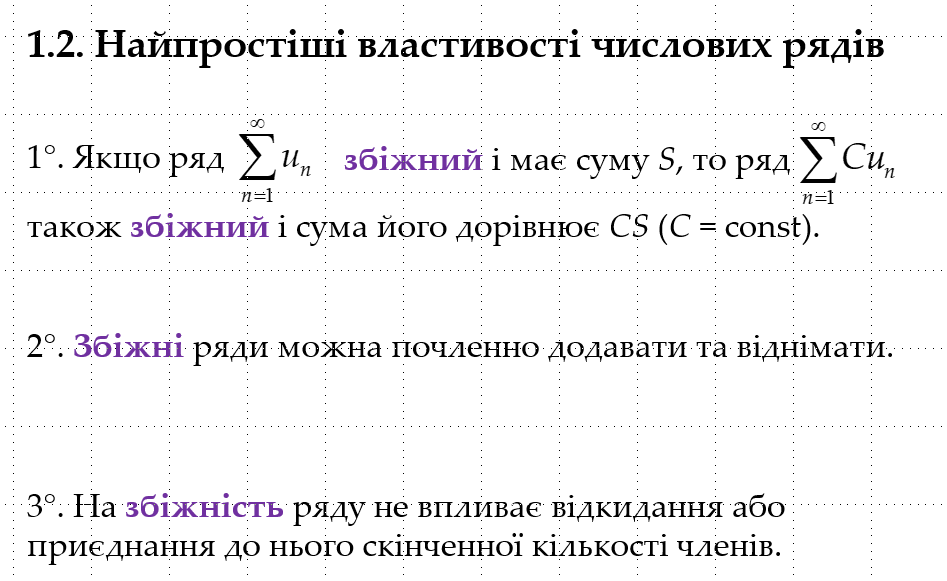 1.2. Найпростіші властивості числових рядів
1°. Якщо ряд $\sum_{n=1}^{\infty} u_n$ збіжний і має суму S, то ряд $\sum_{n=1}^{\infty} Cu_n$
також збіжний і сума його дорівнює CS (C = const).
2°. Збіжні ряди можна почленно додавати та віднімати.
3°. На збіжність ряду не впливає відкидання або
приєднання до нього скінченної кількості членів.